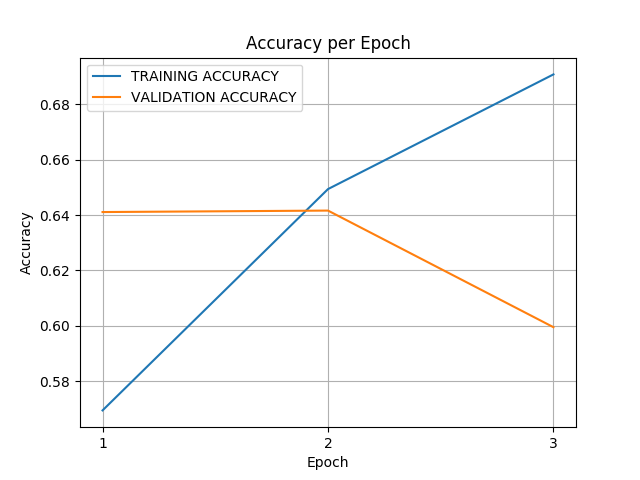 Accuracy per Epoch
TRAINING ACCURACY
VALIDATION ACCURACY
Accuracy
0.68
0.66
0.64
0.62
0.60
0.58
1 2 3
Epoch